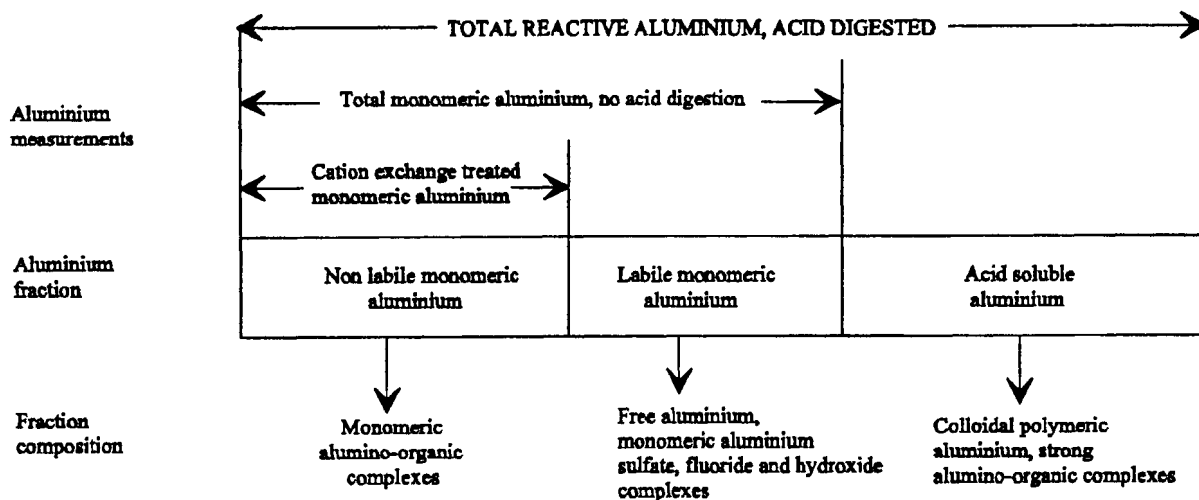 TOTAL REACTIVE ALUMINIUM, ACID DIGESTED
Aluminium
measurements
Total monomeric aluminium, no acid digestion
Cation exchange treated
monomeric aluminium
Aluminium
fraction
Non labile monomeric
aluminium
Labile monomeric
aluminium
Acid soluble
aluminium
Fraction
composition
Monomeric
alumino-organic
complexes
Free aluminium,
monomeric aluminium
sulfate, fluoride and hydroxide
complexes
Colloidal polymeric
aluminium, strong
alumino-organic complexes